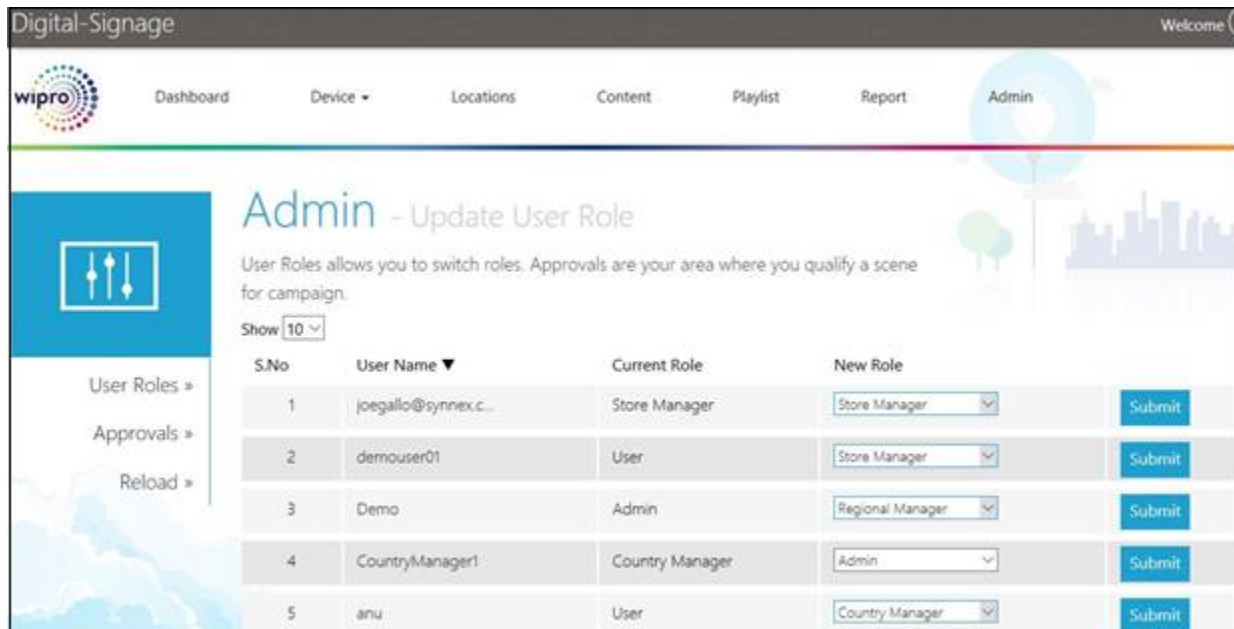 Digital-Signage Welcome
wipro Dashboard Device Locations Content Playlist Report Admin
Admin - Update User Role
User Roles allows you to switch roles. Approvals are your area where you qualify a scene
for campaign.
Show 10
S.No User Name ▼ Current Role New Role
User Roles »
Approvals »
Reload »
1 joegallo@synnex.c... Store Manager Store Manager Submit
2 demouser01 User Store Manager Submit
3 Demo Admin Regional Manager Submit
4 CountryManager1 Country Manager Admin Submit
5 anu User Country Manager Submit